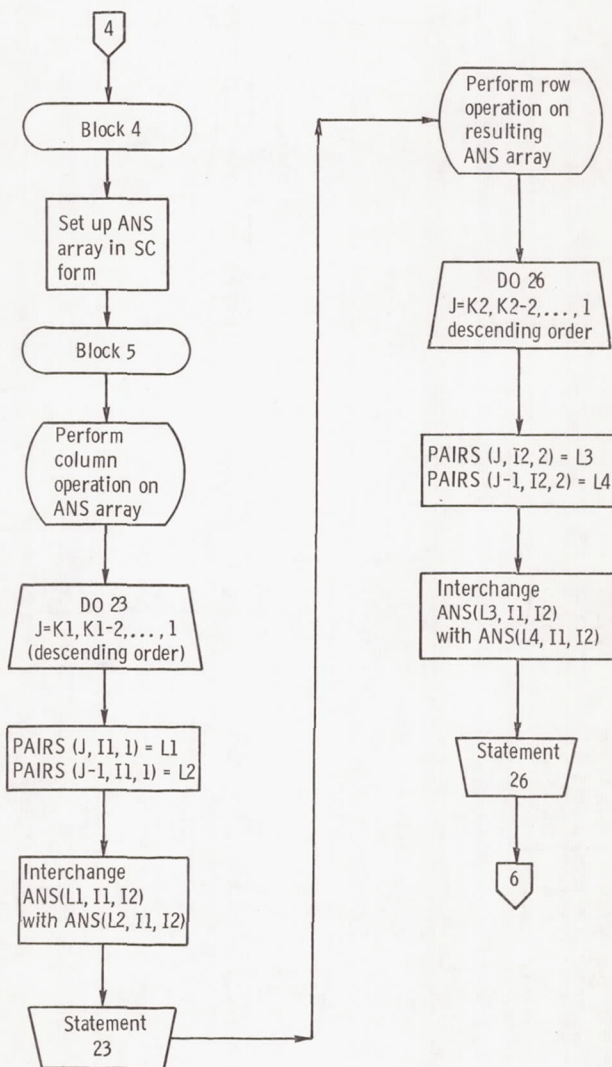 4
Block 4
Set up ANS
array in SC
form
Block 5
Perform
column
operation on
ANS array
DO 23
J=K1, K1-2, . . . , 1
(descending order)
PAIRS (J, I1, 1) = L1
PAIRS (J-1, I1, 1) = L2
Interchange
ANS(L1, I1, I2)
with ANS(L2, I1, I2)
Statement
23
Perform row
operation on
resulting
ANS array
DO 26
J=K2, K2-2, . . . , 1
descending order
PAIRS (J, I2, 2) = L3
PAIRS (J-1, I2, 2) = L4
Interchange
ANS(L3, I1, I2)
with ANS(L4, I1, I2)
Statement
26
6